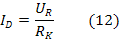 I_D = U_R / R_K (12)